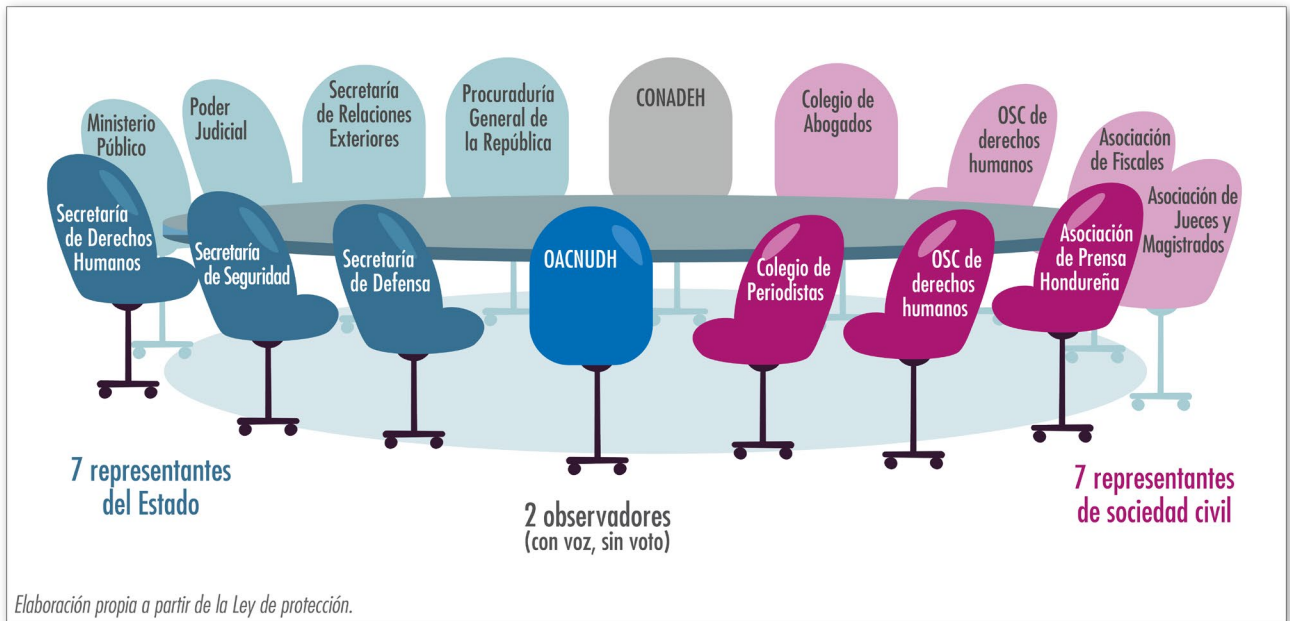 Ministerio
Público
Poder
Judicial
Secretaría
de Relaciones
Exteriores
Procuraduría
General de
la República
CONADEH
Colegio de
Abogados
OSC de
derechos
humanos
Asociación
de Fiscales
Asociación de
Jueces y
Magistrados
Secretaría
de Derechos
Humanos
Secretaría
de Seguridad
Secretaría
de Defensa
OACNUDH
Colegio de
Periodistas
OSC de
derechos
humanos
Asociación
de Prensa
Hondureña
7 representantes
del Estado
2 observadores
(con voz, sin voto)
7 representantes
de sociedad civil
Elaboración propia a partir de la Ley de protección.